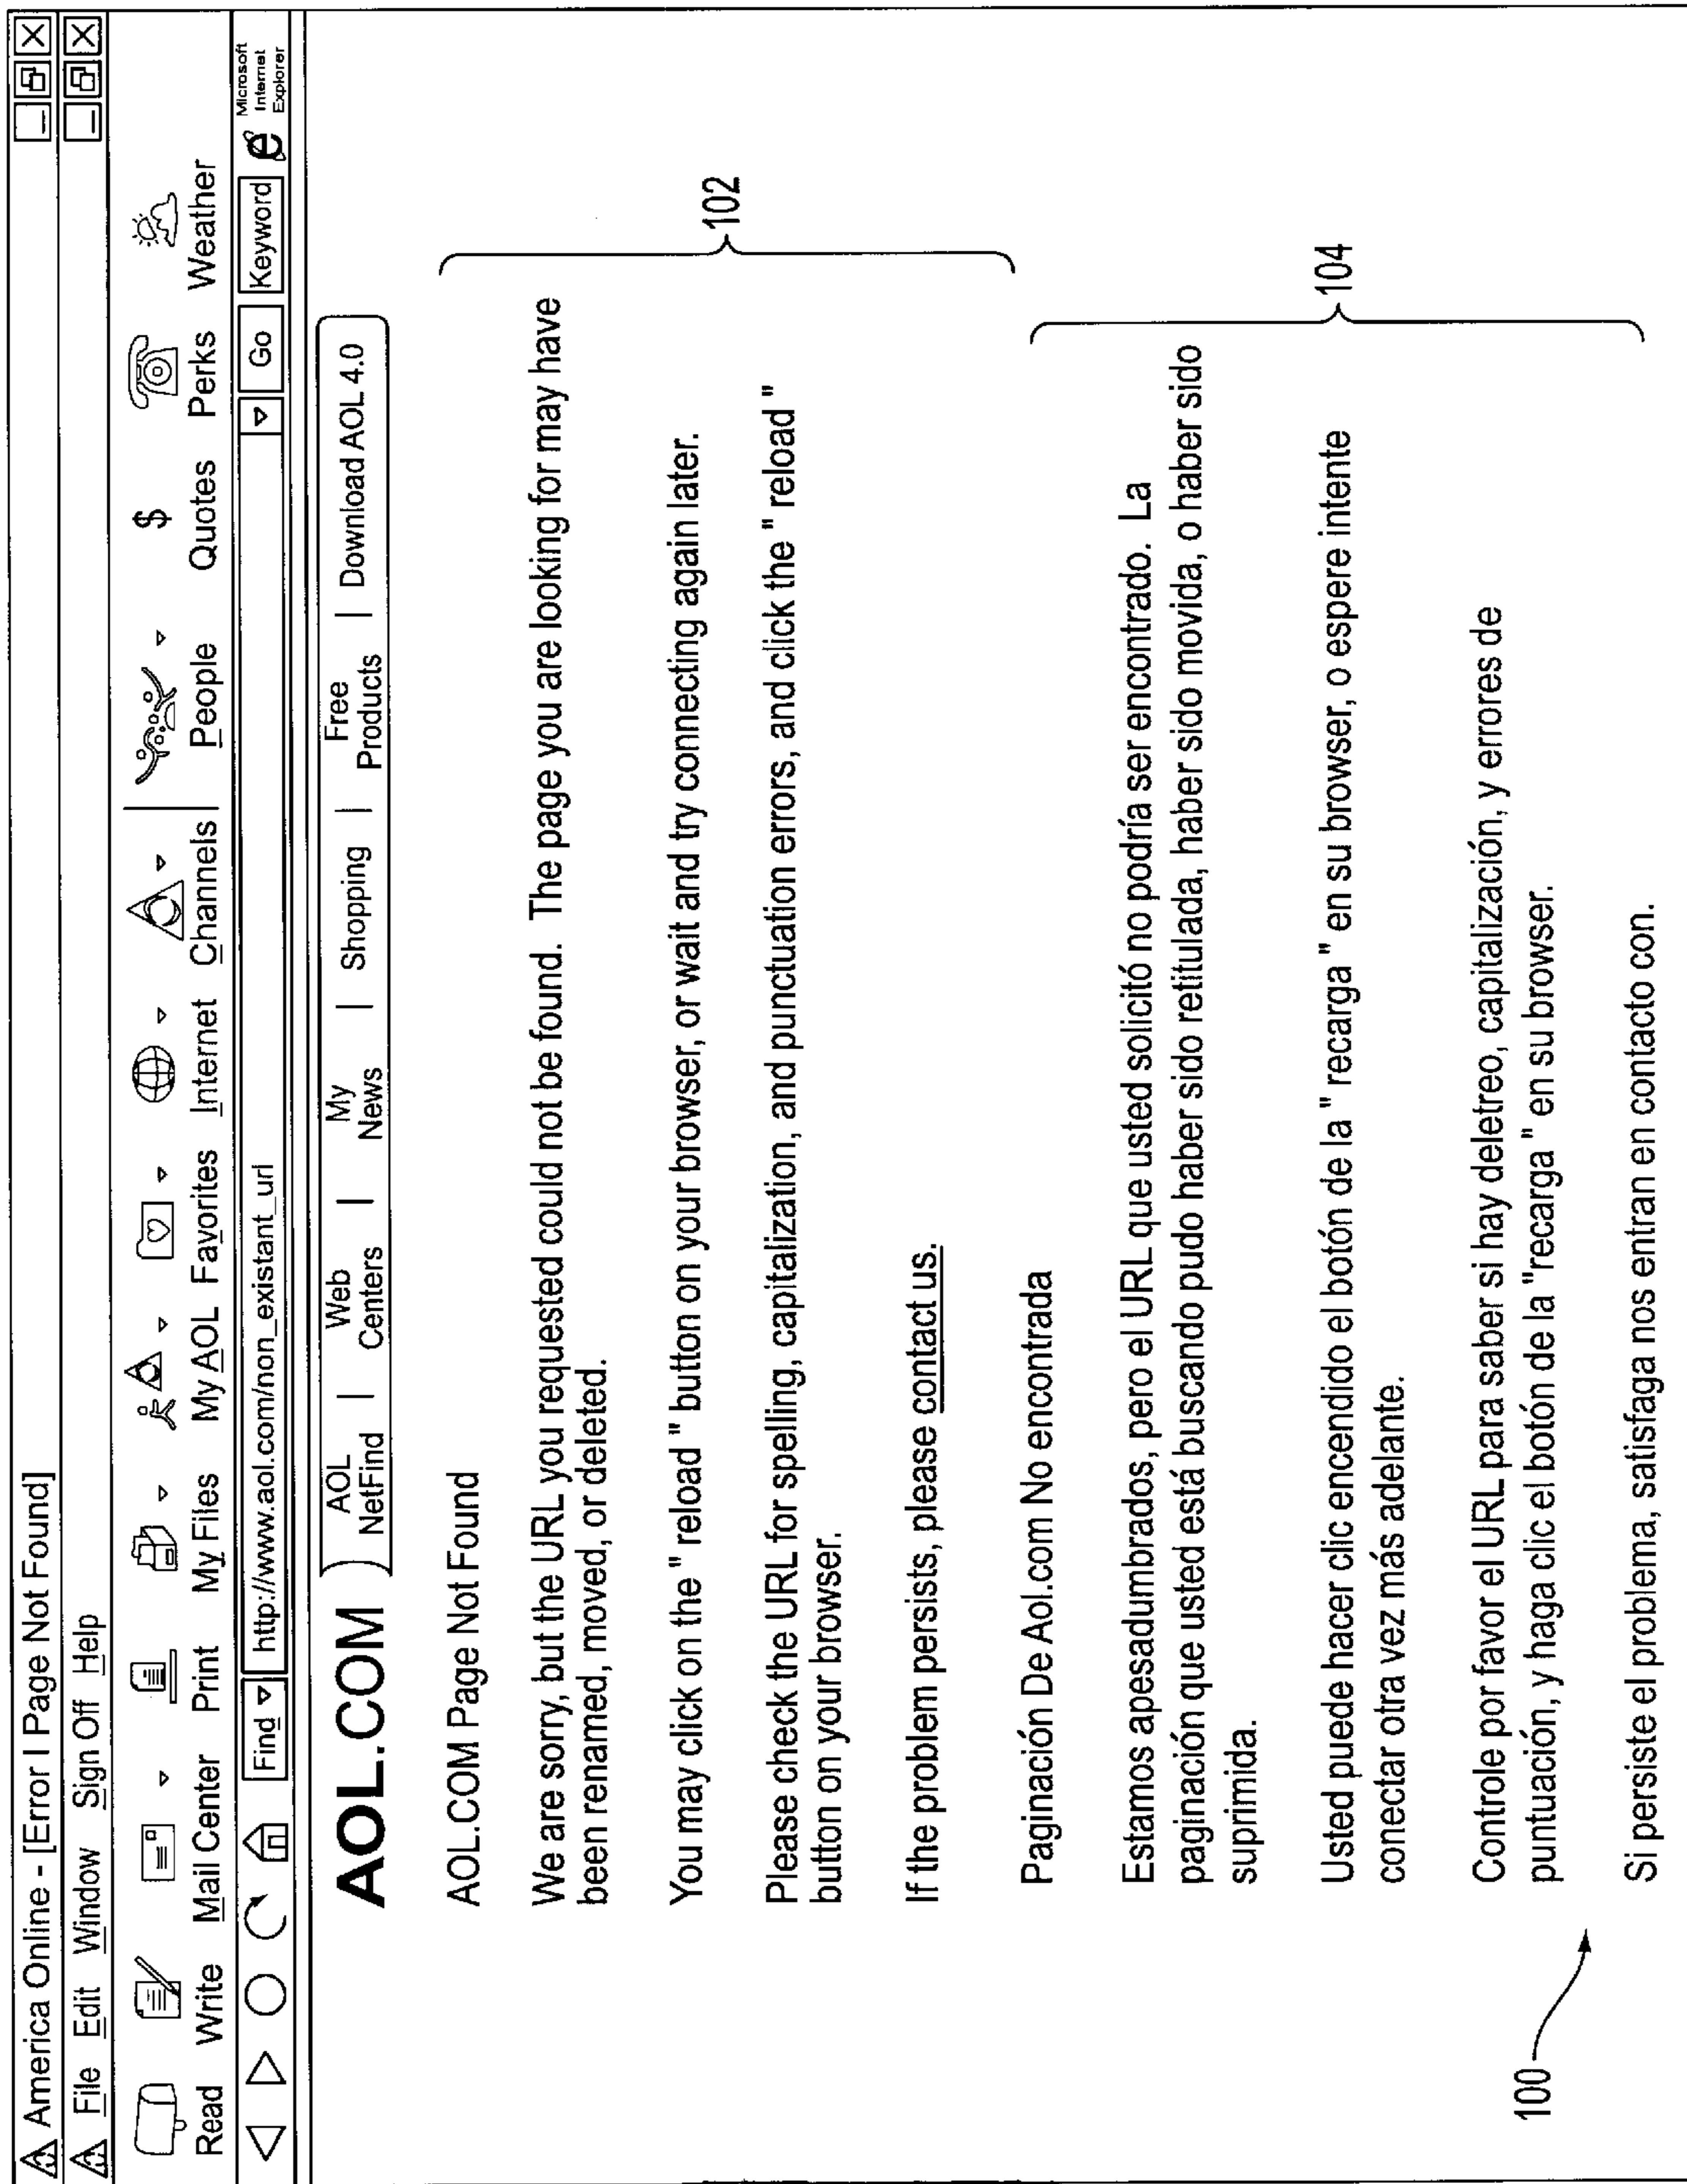 America Online - [Error I Page Not Found]
File Edit Window Sign Off Help
Read Write Mail Center Print My Files My AOL Favorites Internet Channels People Quotes Perks Weather
Find http://www.aol.com/non_existant_url Go Keyword Microsoft Internet Explorer
AOL.COM AOL NetFind | Web Centers | My News | Shopping | Free Products | Download AOL 4.0
AOL.COM Page Not Found
We are sorry, but the URL you requested could not be found. The page you are looking for may have
been renamed, moved, or deleted.
You may click on the " reload " button on your browser, or wait and try connecting again later.
102
Please check the URL for spelling, capitalization, and punctuation errors, and click the " reload "
button on your browser.
If the problem persists, please contact us.
Paginación De Aol.com No encontrada
Estamos apesadumbrados, pero el URL que usted solicitó no podría ser encontrado. La
paginación que usted está buscando pudo haber sido retitulada, haber sido movida, o haber sido
suprimida.
104
Usted puede hacer clic encendido el botón de la " recarga " en su browser, o espere intente
conectar otra vez más adelante.
Controle por favor el URL para saber si hay deletreo, capitalización, y errores de
puntuación, y haga clic el botón de la "recarga " en su browser.
100
Si persiste el problema, satisfaga nos entran en contacto con.